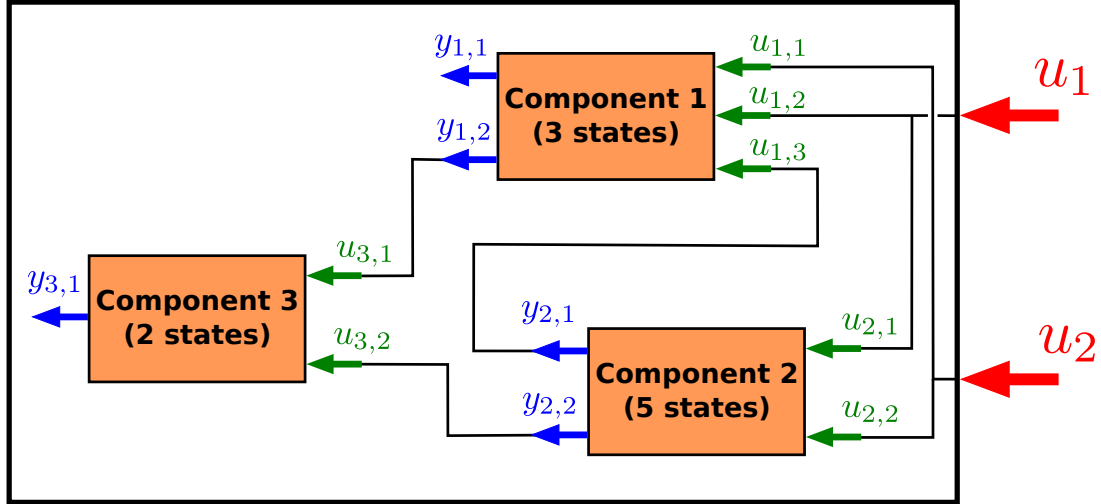 y1,1
u1,1
u1
Component 1
(3 states)
u1,2
y1,2
u1,3
u3,1
y3,1
Component 3
(2 states)
y2,1
u2,1
u2
u3,2
Component 2
(5 states)
y2,2
u2,2